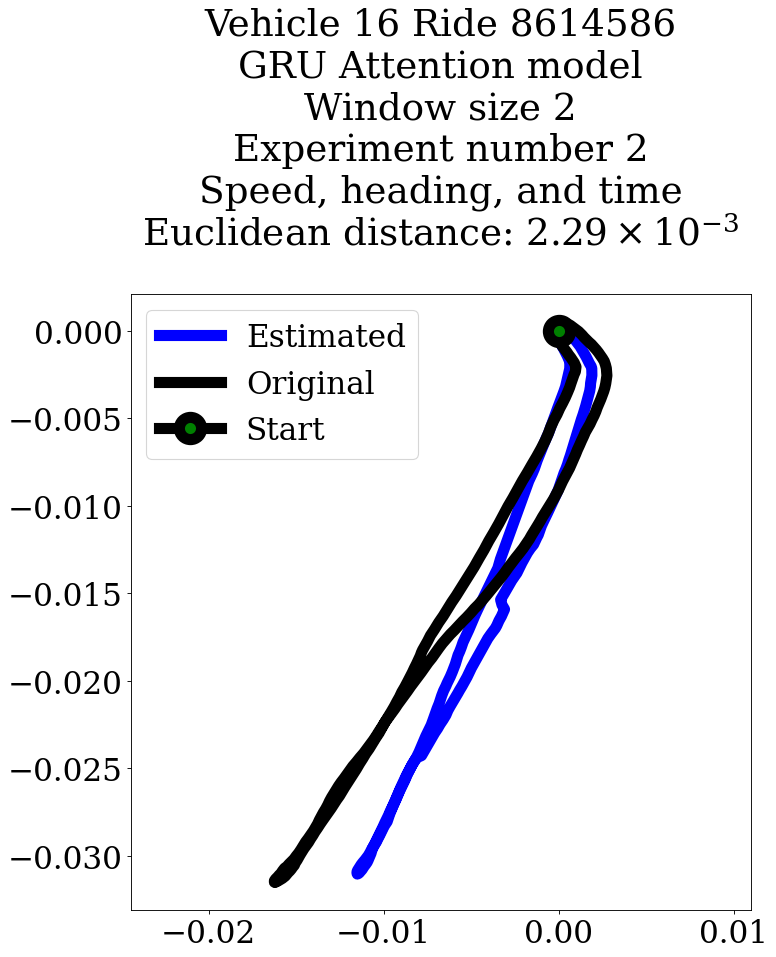 Vehicle 16 Ride 8614586
GRU Attention model
Window size 2
Experiment number 2
Speed, heading, and time
Euclidean distance: 2.29 × 10⁻³
Estimated
Original
Start
0.000
−0.005
−0.010
−0.015
−0.020
−0.025
−0.030
−0.02 −0.01 0.00 0.01